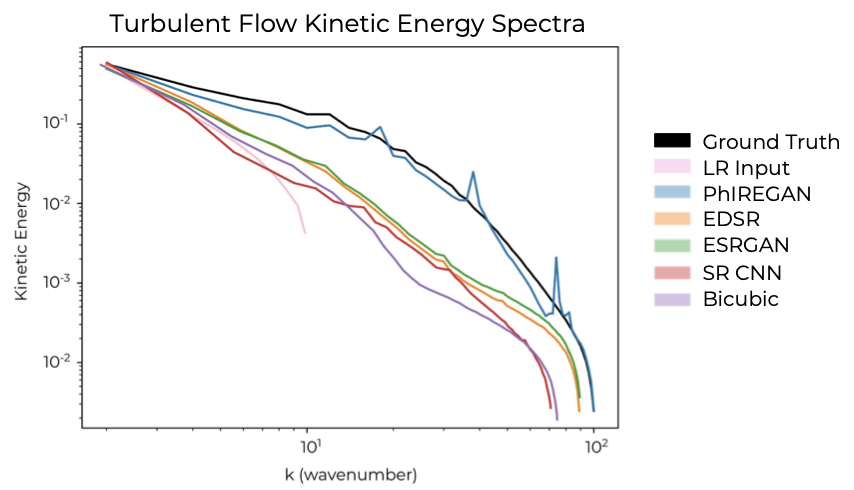 Turbulent Flow Kinetic Energy Spectra
Kinetic Energy
10-1
10-2
10-3
10-2
10¹
10²
k (wavenumber)
Ground Truth
LR Input
PhIREGAN
EDSR
ESRGAN
SR CNN
Bicubic